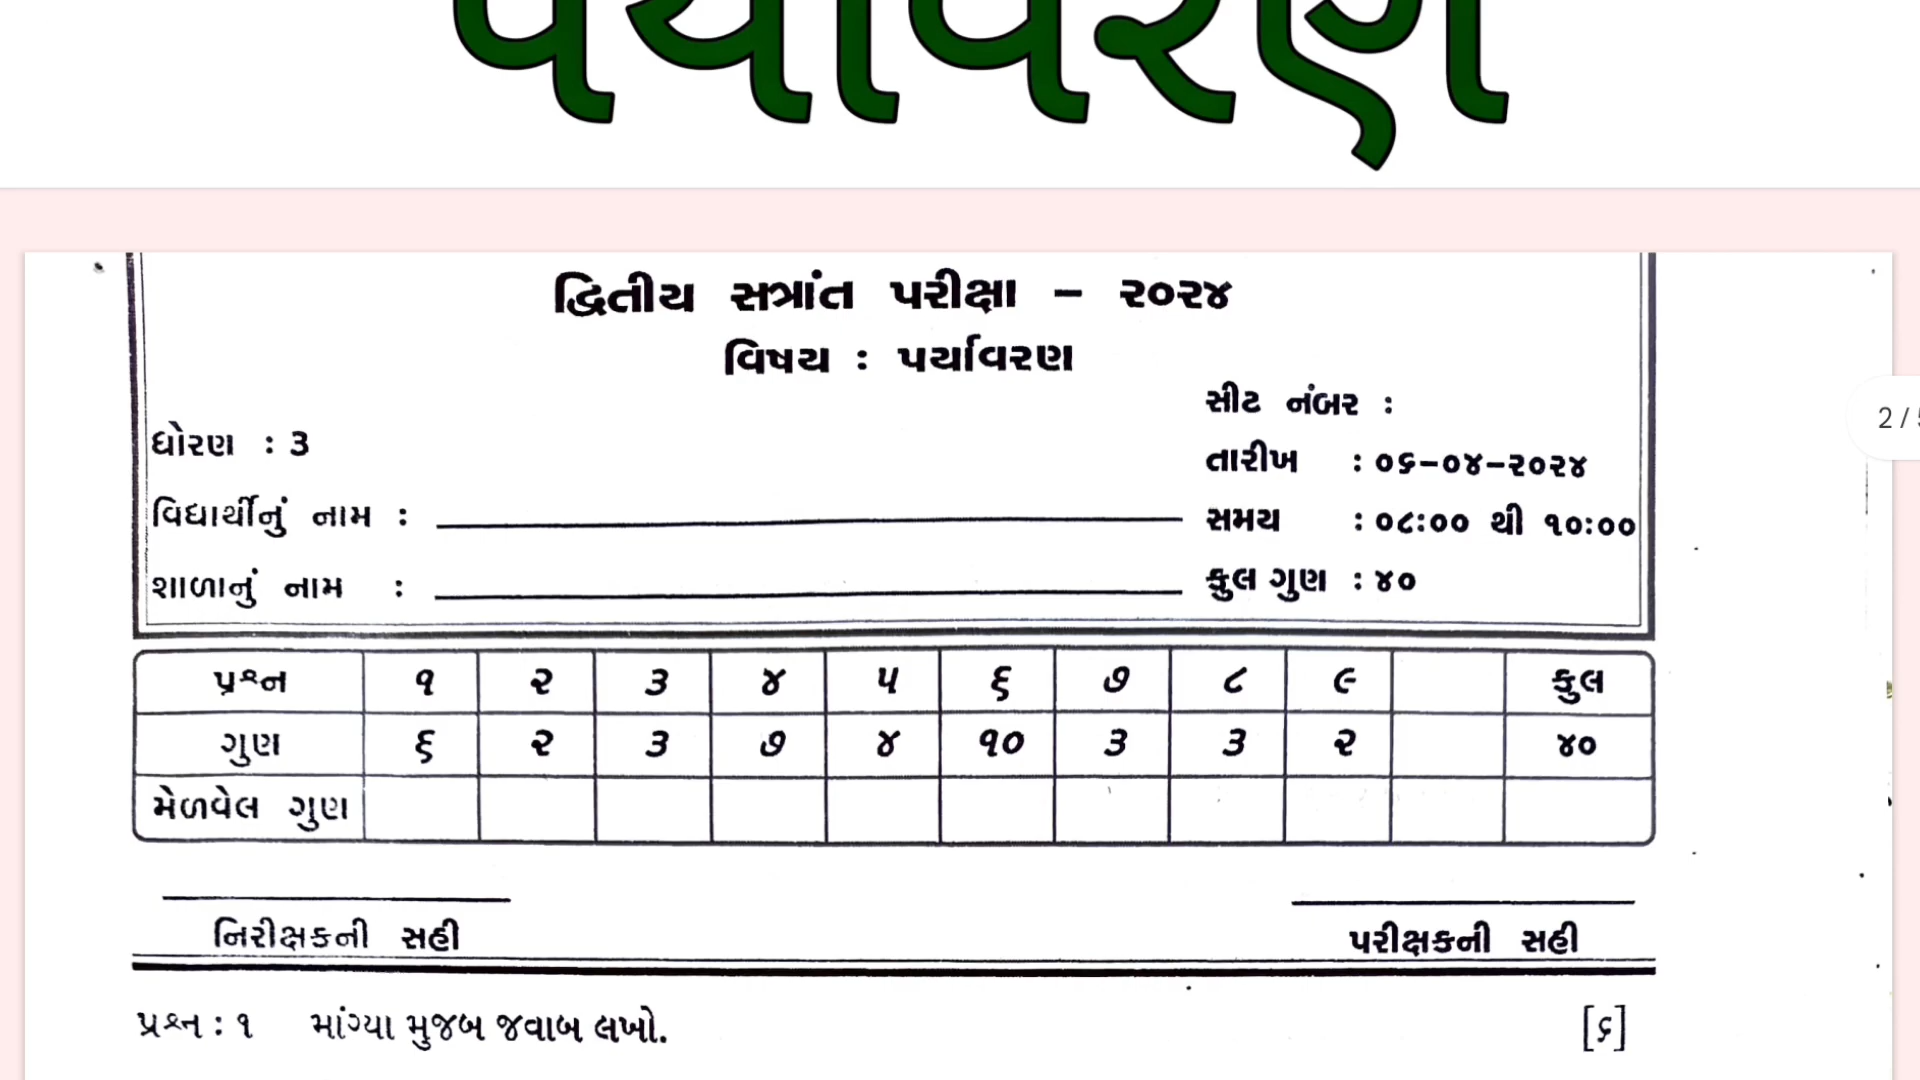 પર્યાવરણ
દ્વિતીય સત્રાંત પરીક્ષા - ૨૦૨૪
વિષય : પર્યાવરણ
સીટ નંબર :
ધોરણ : ૩
તારીખ : ૦૬-૦૪-૨૦૨૪
વિદ્યાર્થીનું નામ :
સમય : ૦૮:૦૦ થી ૧૦:૦૦
શાળાનું નામ :
કુલ ગુણ : ૪૦
પ્રશ્ન ૧ ૨ ૩ ૪ ૫ ૬ ૭ ૮ ૯ કુલ
ગુણ ૬ ૨ ૩ ૭ ૪ ૧૦ ૩ ૩ ૨ ૪૦
મેળવેલ ગુણ
નિરીક્ષકની સહી
પરીક્ષકની સહી
પ્રશ્ન : ૧ માંગ્યા મુજબ જવાબ લખો. [૬]
2 /